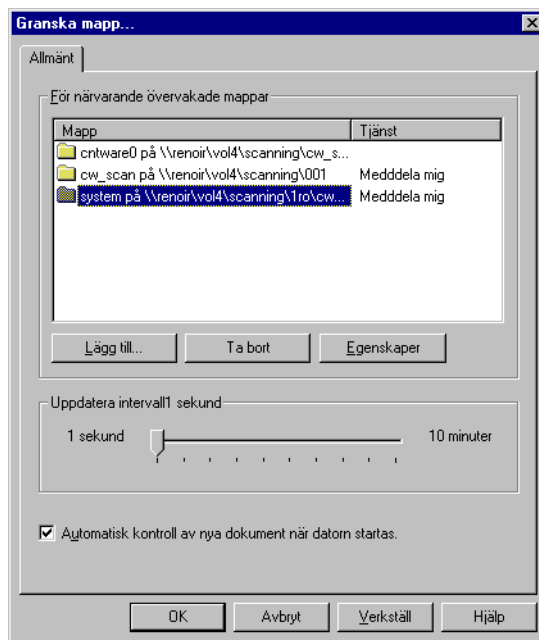 Granska mapp...
Allmänt
För närvarande övervakade mappar
Mapp Tjänst
cntware0 på \\renoir\vol4\scanning\cw_s...
cw_scan på \\renoir\vol4\scanning\001 Medddela mig
system på \\renoir\vol4\scanning\1ro\cw... Medddela mig
Lägg till... Ta bort Egenskaper
Uppdatera intervall1 sekund
1 sekund 10 minuter
Automatisk kontroll av nya dokument när datorn startas.
OK Avbryt Verkställ Hjälp